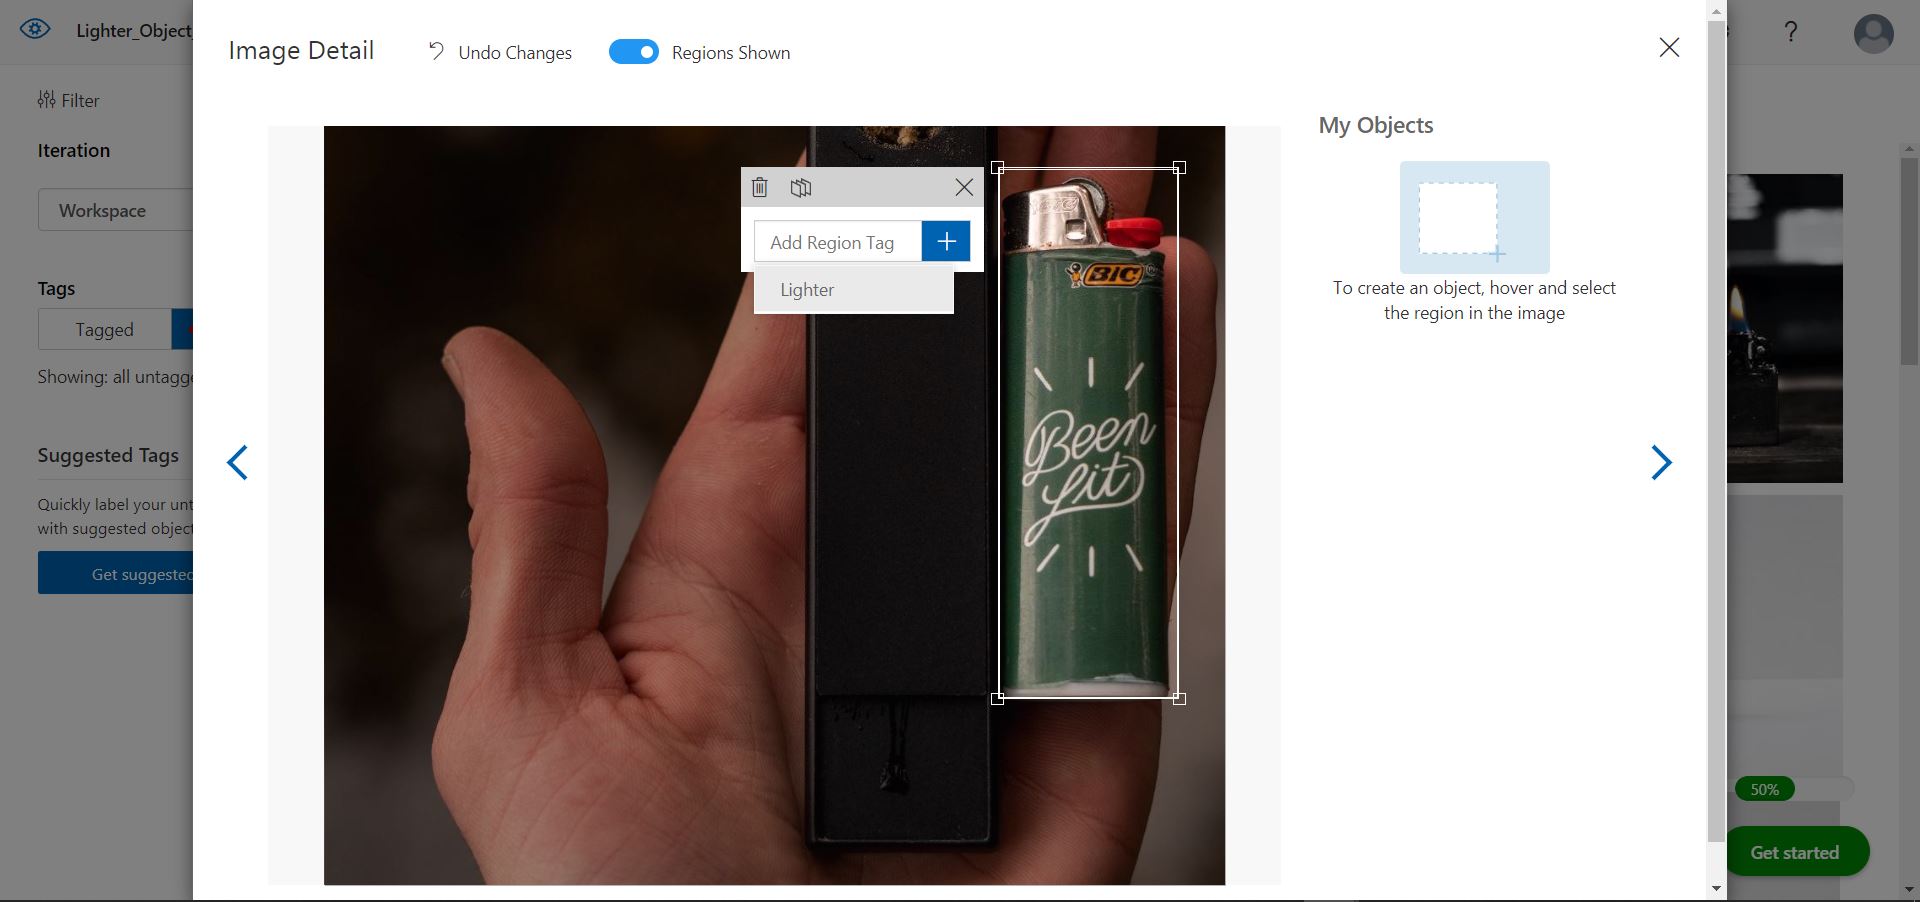 Lighter_Object
Image Detail
Undo Changes
Regions Shown
?
Filter
Iteration
Workspace
Tags
Tagged
Showing: all untagge
Suggested Tags
Quickly label your unt
with suggested object
Get suggested
Add Region Tag
Lighter
BIC
Been
Lit
My Objects
To create an object, hover and select
the region in the image
50%
Get started